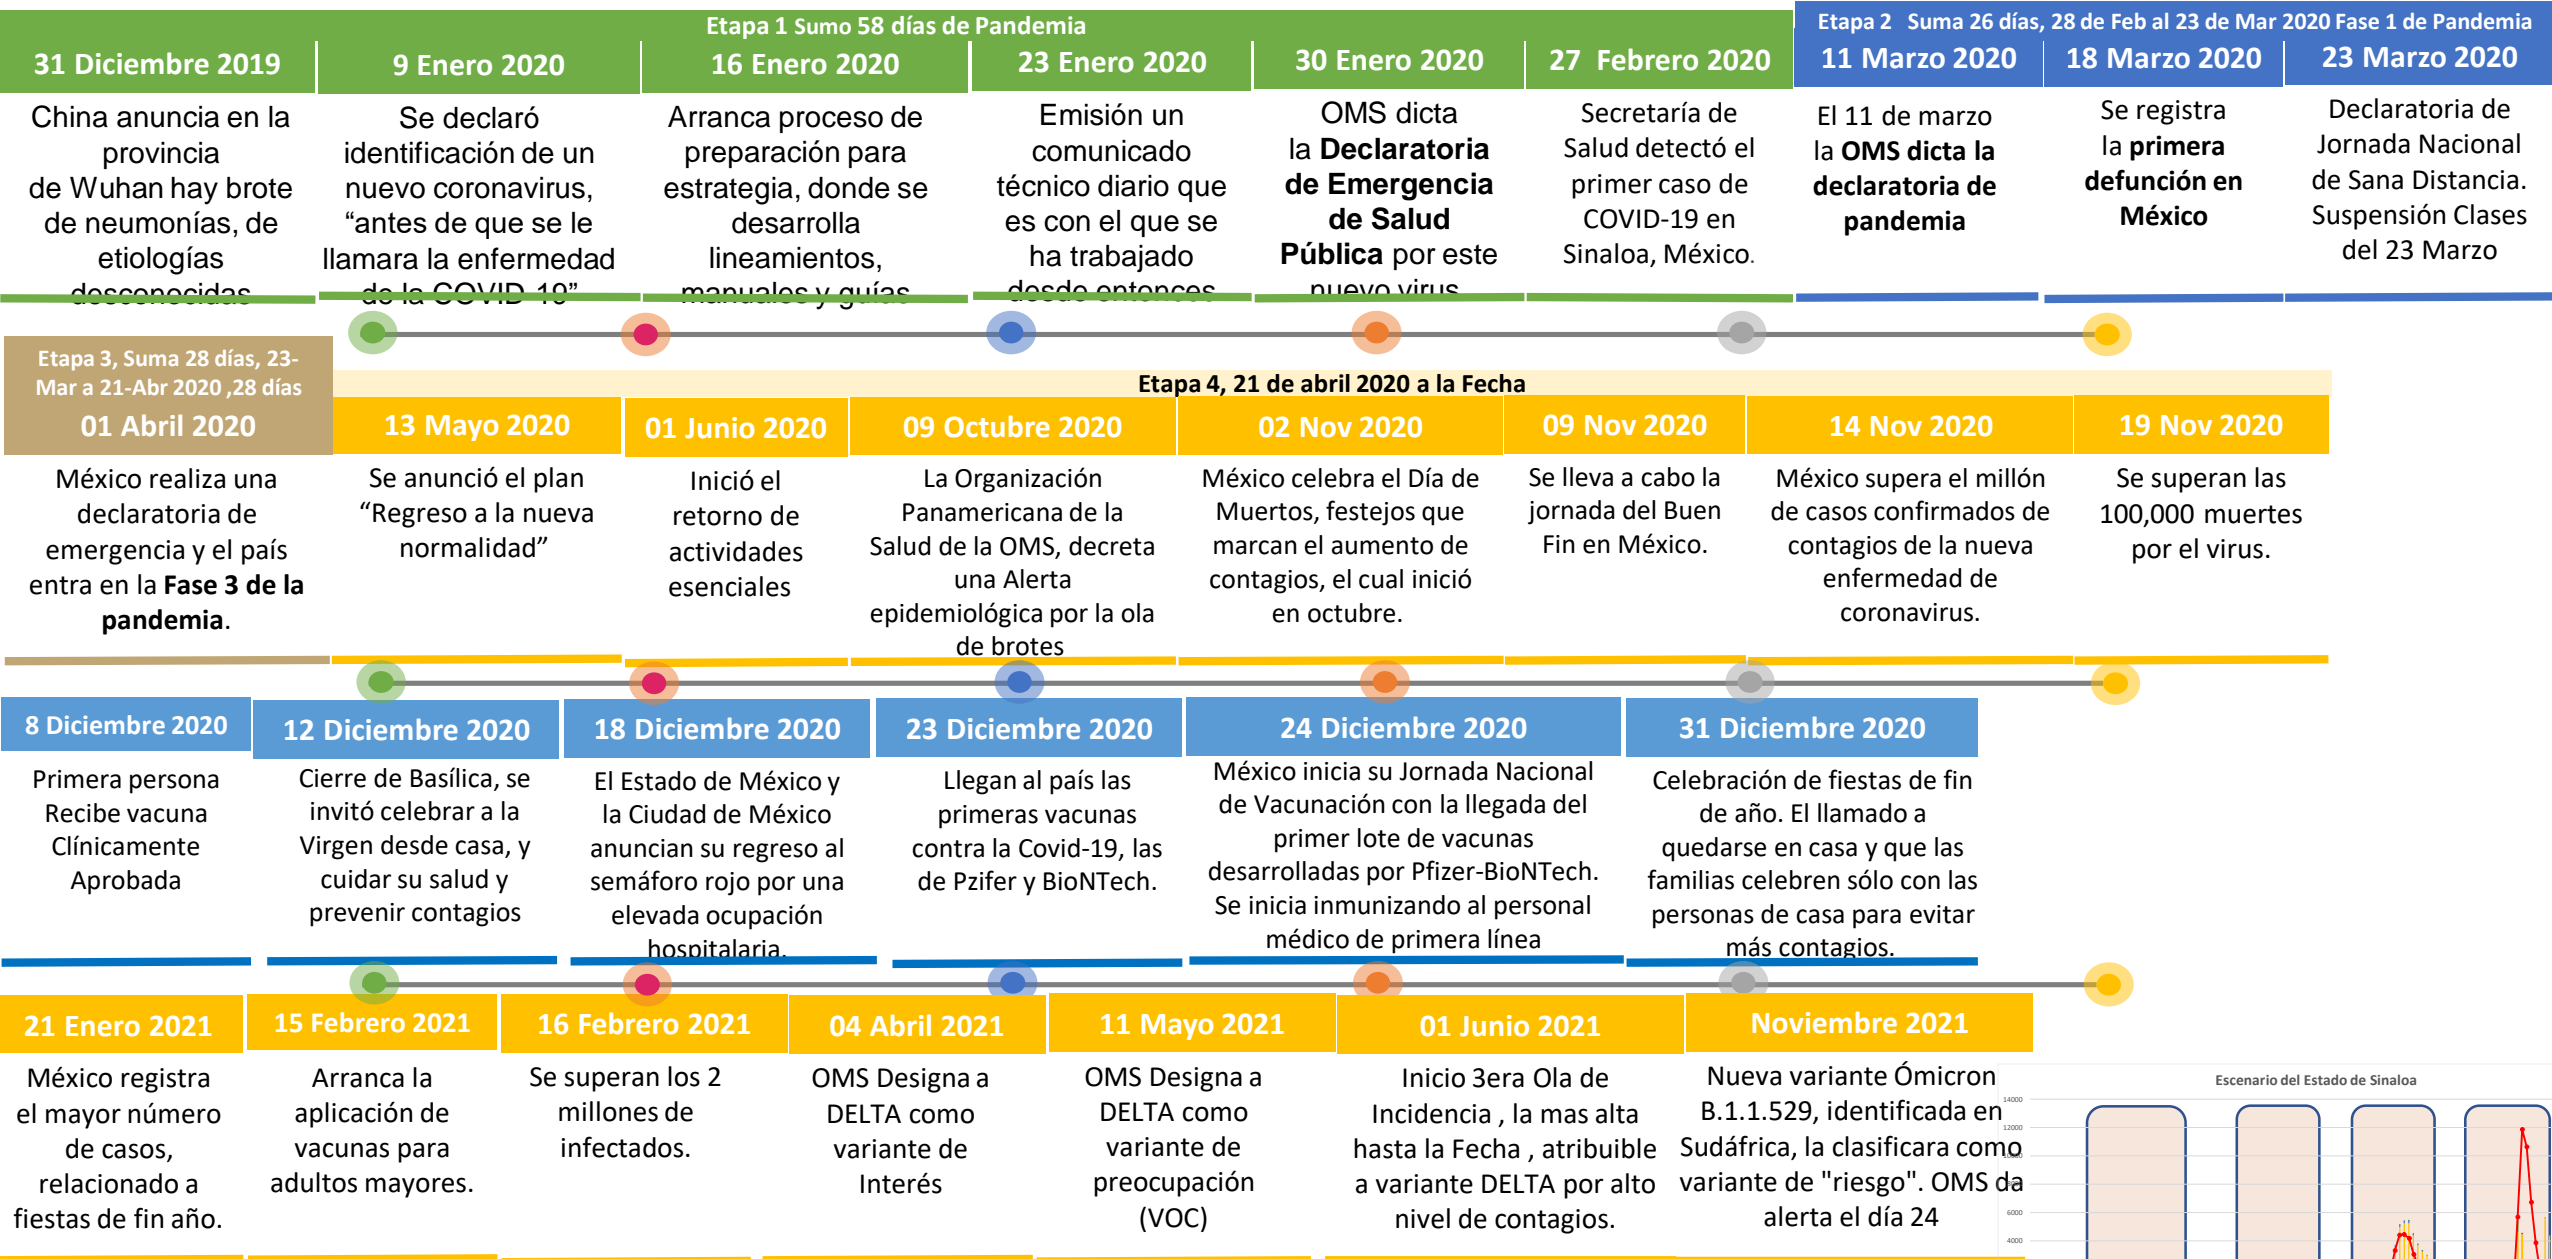 Etapa 1 Sumo 58 días de Pandemia
Etapa 2 Suma 26 días, 28 de Feb al 23 de Mar 2020 Fase 1 de Pandemia
31 Diciembre 2019
China anuncia en la
provincia
de Wuhan hay brote
de neumonías, de
etiologías
desconocidas
9 Enero 2020
Se declaró
identificación de un
nuevo coronavirus,
“antes de que se le
llamara la enfermedad
de la COVID-19”
16 Enero 2020
Arranca proceso de
preparación para
estrategia, donde se
desarrolla
lineamientos,
manuales y guías
23 Enero 2020
Emisión un
comunicado
técnico diario que
es con el que se
ha trabajado
desde entonces
30 Enero 2020
OMS dicta
la Declaratoria
de Emergencia
de Salud
Pública por este
nuevo virus
27 Febrero 2020
Secretaría de
Salud detectó el
primer caso de
COVID-19 en
Sinaloa, México.
11 Marzo 2020
El 11 de marzo
la OMS dicta la
declaratoria de
pandemia
18 Marzo 2020
Se registra
la primera
defunción en
México
23 Marzo 2020
Declaratoria de
Jornada Nacional
de Sana Distancia.
Suspensión Clases
del 23 Marzo
Etapa 3, Suma 28 días, 23-
Mar a 21-Abr 2020 ,28 días
01 Abril 2020
México realiza una
declaratoria de
emergencia y el país
entra en la Fase 3 de la
pandemia.
Etapa 4, 21 de abril 2020 a la Fecha
13 Mayo 2020
Se anunció el plan
“Regreso a la nueva
normalidad”
01 Junio 2020
Inició el
retorno de
actividades
esenciales
09 Octubre 2020
La Organización
Panamericana de la
Salud de la OMS, decreta
una Alerta
epidemiológica por la ola
de brotes
02 Nov 2020
México celebra el Día de
Muertos, festejos que
marcan el aumento de
contagios, el cual inició
en octubre.
09 Nov 2020
Se lleva a cabo la
jornada del Buen
Fin en México.
14 Nov 2020
México supera el millón
de casos confirmados de
contagios de la nueva
enfermedad de
coronavirus.
19 Nov 2020
Se superan las
100,000 muertes
por el virus.
8 Diciembre 2020
Primera persona
Recibe vacuna
Clínicamente
Aprobada
12 Diciembre 2020
Cierre de Basílica, se
invitó celebrar a la
Virgen desde casa, y
cuidar su salud y
prevenir contagios
18 Diciembre 2020
El Estado de México y
la Ciudad de México
anuncian su regreso al
semáforo rojo por una
elevada ocupación
hospitalaria.
23 Diciembre 2020
Llegan al país las
primeras vacunas
contra la Covid-19, las
de Pzifer y BioNTech.
24 Diciembre 2020
México inicia su Jornada Nacional
de Vacunación con la llegada del
primer lote de vacunas
desarrolladas por Pfizer-BioNTech.
Se inicia inmunizando al personal
médico de primera línea
31 Diciembre 2020
Celebración de fiestas de fin
de año. El llamado a
quedarse en casa y que las
familias celebren sólo con las
personas de casa para evitar
más contagios.
21 Enero 2021
México registra
el mayor número
de casos,
relacionado a
fiestas de fin año.
15 Febrero 2021
Arranca la
aplicación de
vacunas para
adultos mayores.
16 Febrero 2021
Se superan los 2
millones de
infectados.
04 Abril 2021
OMS Designa a
DELTA como
variante de
Interés
11 Mayo 2021
OMS Designa a
DELTA como
variante de
preocupación
(VOC)
01 Junio 2021
Inicio 3era Ola de
Incidencia , la mas alta
hasta la Fecha , atribuible
a variante DELTA por alto
nivel de contagios.
Noviembre 2021
Nueva variante Ómicron
B.1.1.529, identificada en
Sudáfrica, la clasificara como
variante de "riesgo". OMS da
alerta el día 24
Escenario del Estado de Sinaloa
14000
12000
10000
6000
4000